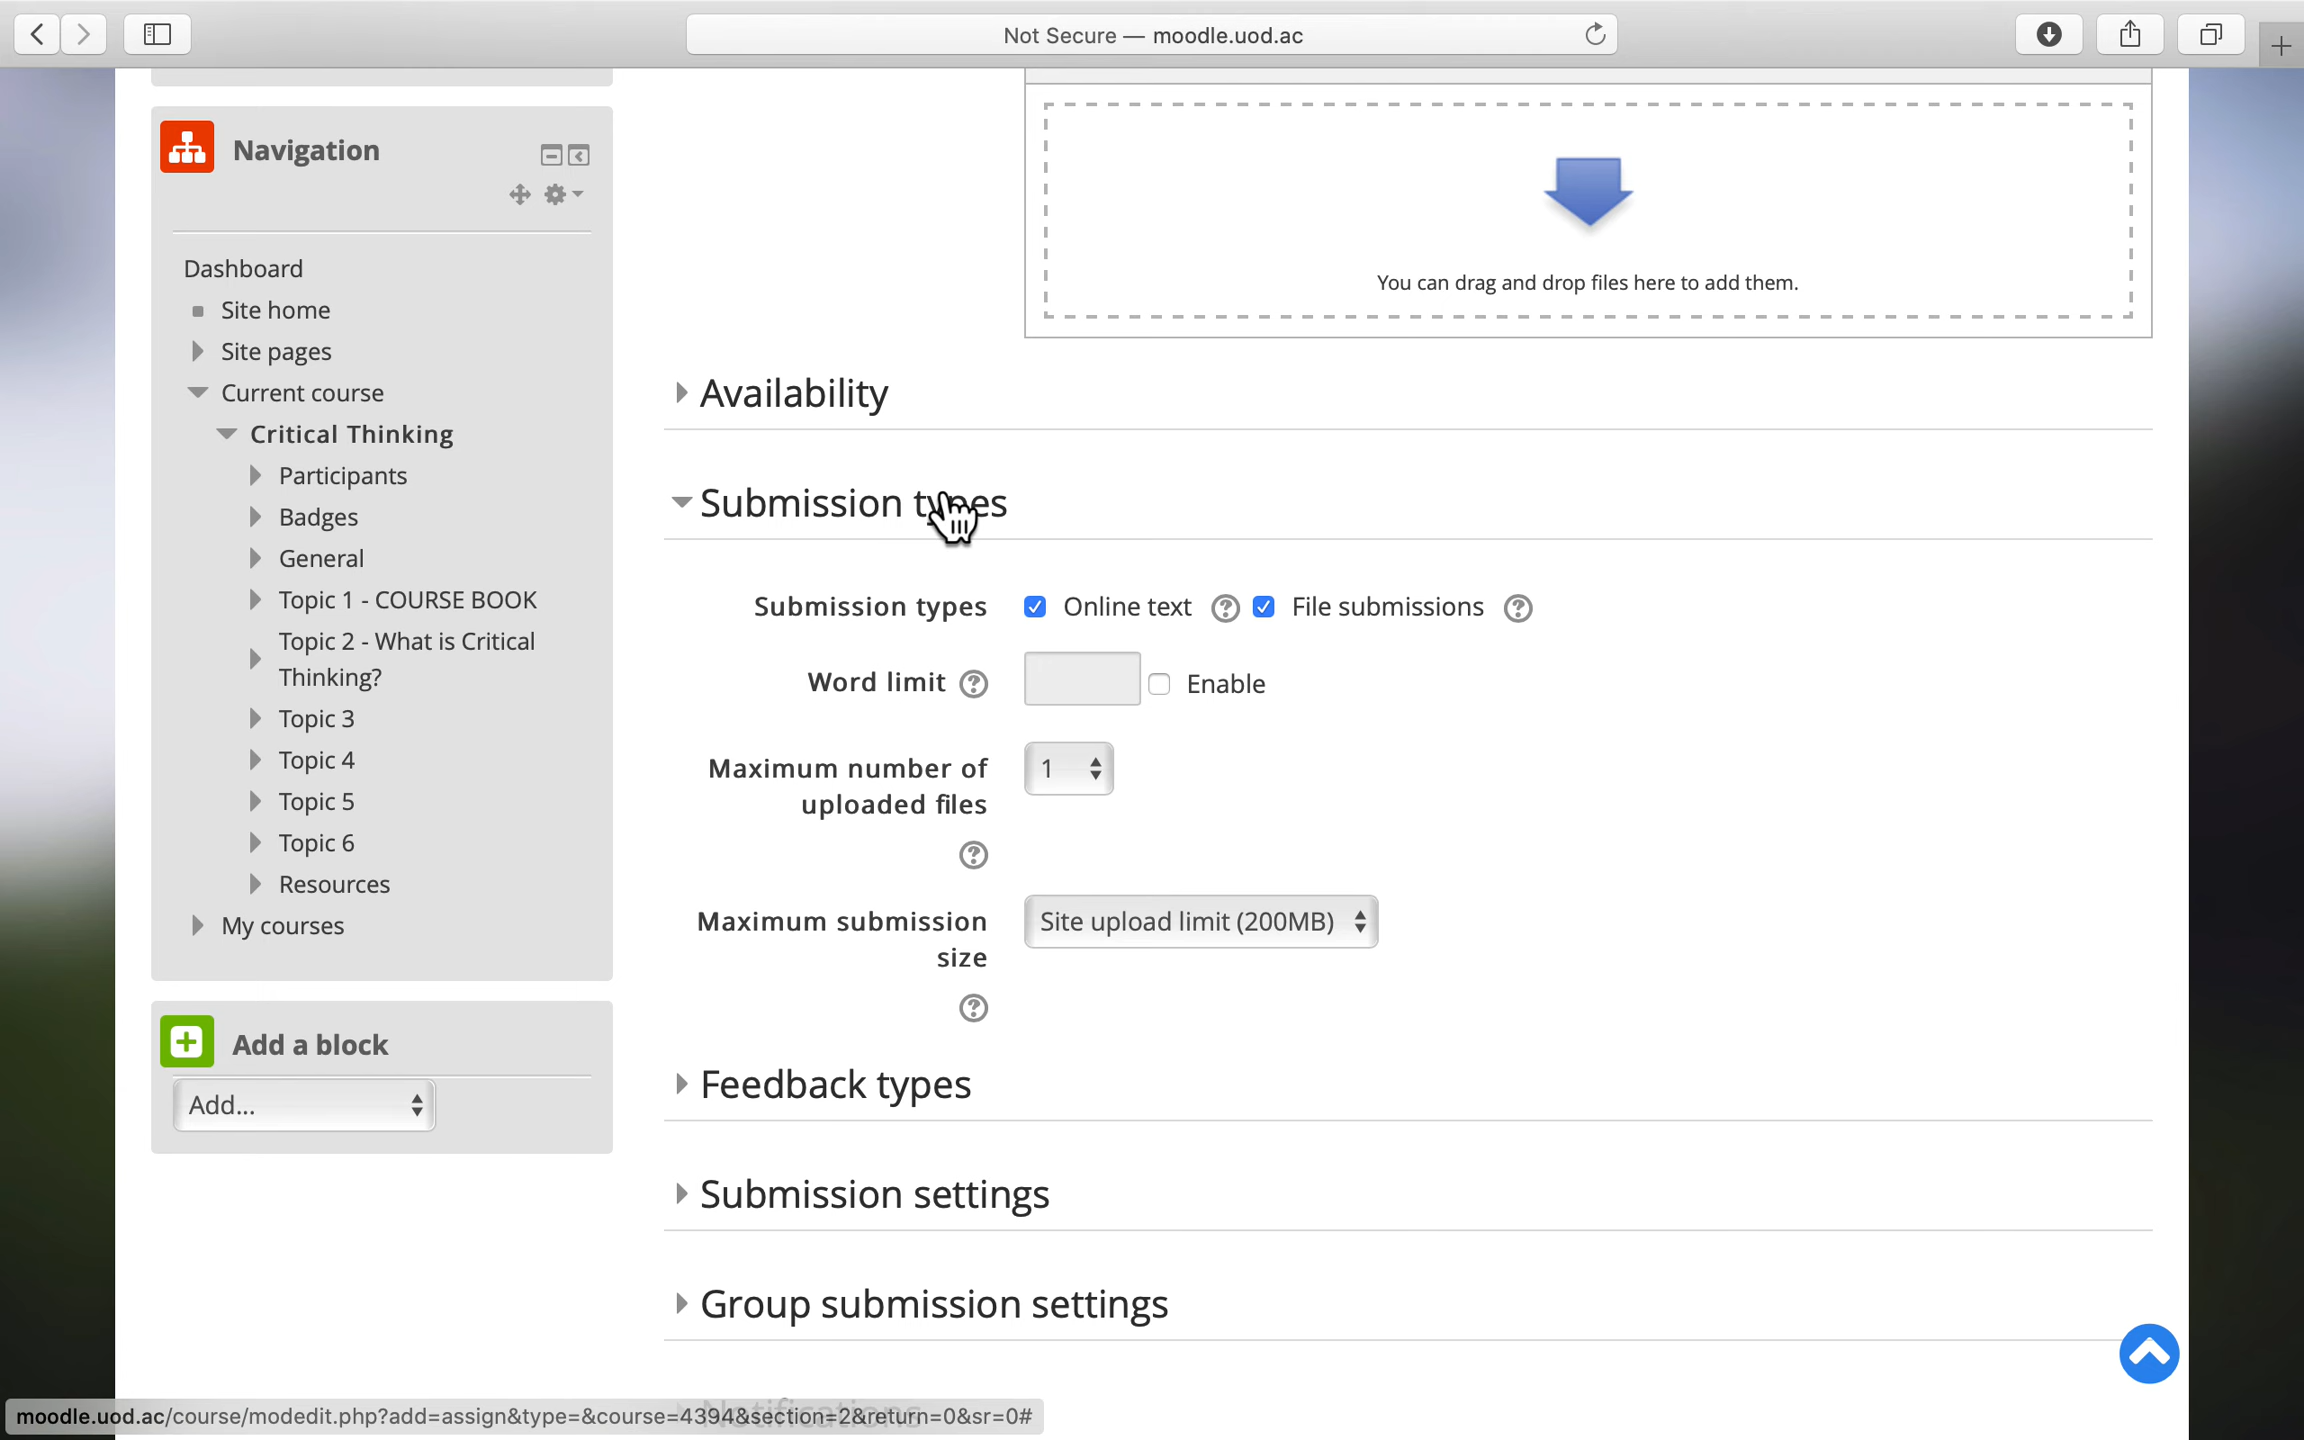 Not Secure — moodle.uod.ac
Navigation
Dashboard
Site home
Site pages
Current course
Critical Thinking
Participants
Badges
General
Topic 1 - COURSE BOOK
Topic 2 - What is Critical
Thinking?
Topic 3
Topic 4
Topic 5
Topic 6
Resources
My courses
Add a block
Add...
You can drag and drop files here to add them.
Availability
Submission types
Submission types Online text File submissions
Word limit Enable
Maximum number of 1
uploaded files
Maximum submission Site upload limit (200MB)
size
Feedback types
Submission settings
Group submission settings
Notifications
moodle.uod.ac/course/modedit.php?add=assign&type=&course=4394&section=2&return=0&sr=0#